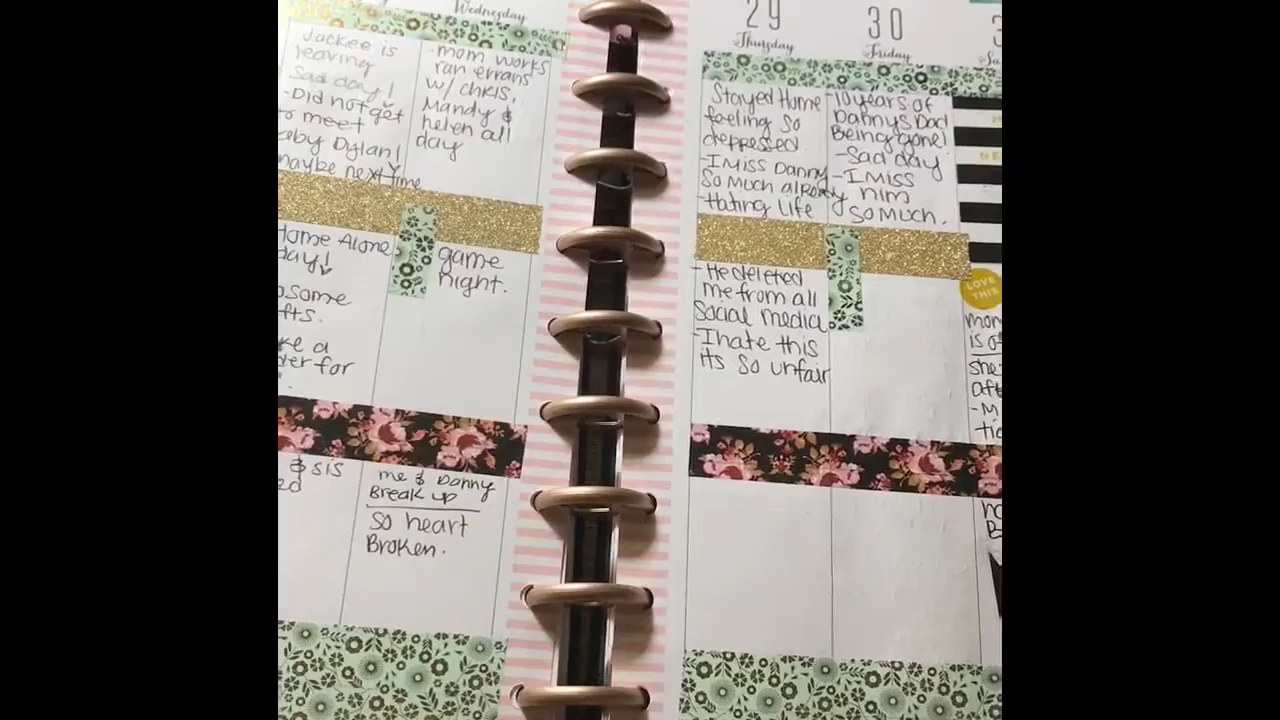 Wednesday
Jackee is
leaving
Sad day!
-Did not get
to meet
baby Dylan!
maybe next time
-mom works
ran errans
w/ chris,
Mandy &
helen all
day
Home Alone
day!
some
game
night.
for
& sis
me & Danny
Break up
So heart
Broken.
29
Thursday
30
Friday
Stayed Home
feeling so
depressed
-I miss Danny
So Much already
-Hating Life
-10 years of
Dannys Dad
Being gone!
-Sad day
-I miss
him
so much.
-He deleted
me from all
Social media
-I hate this
its so unfair
LOVE
THIS
mom
she